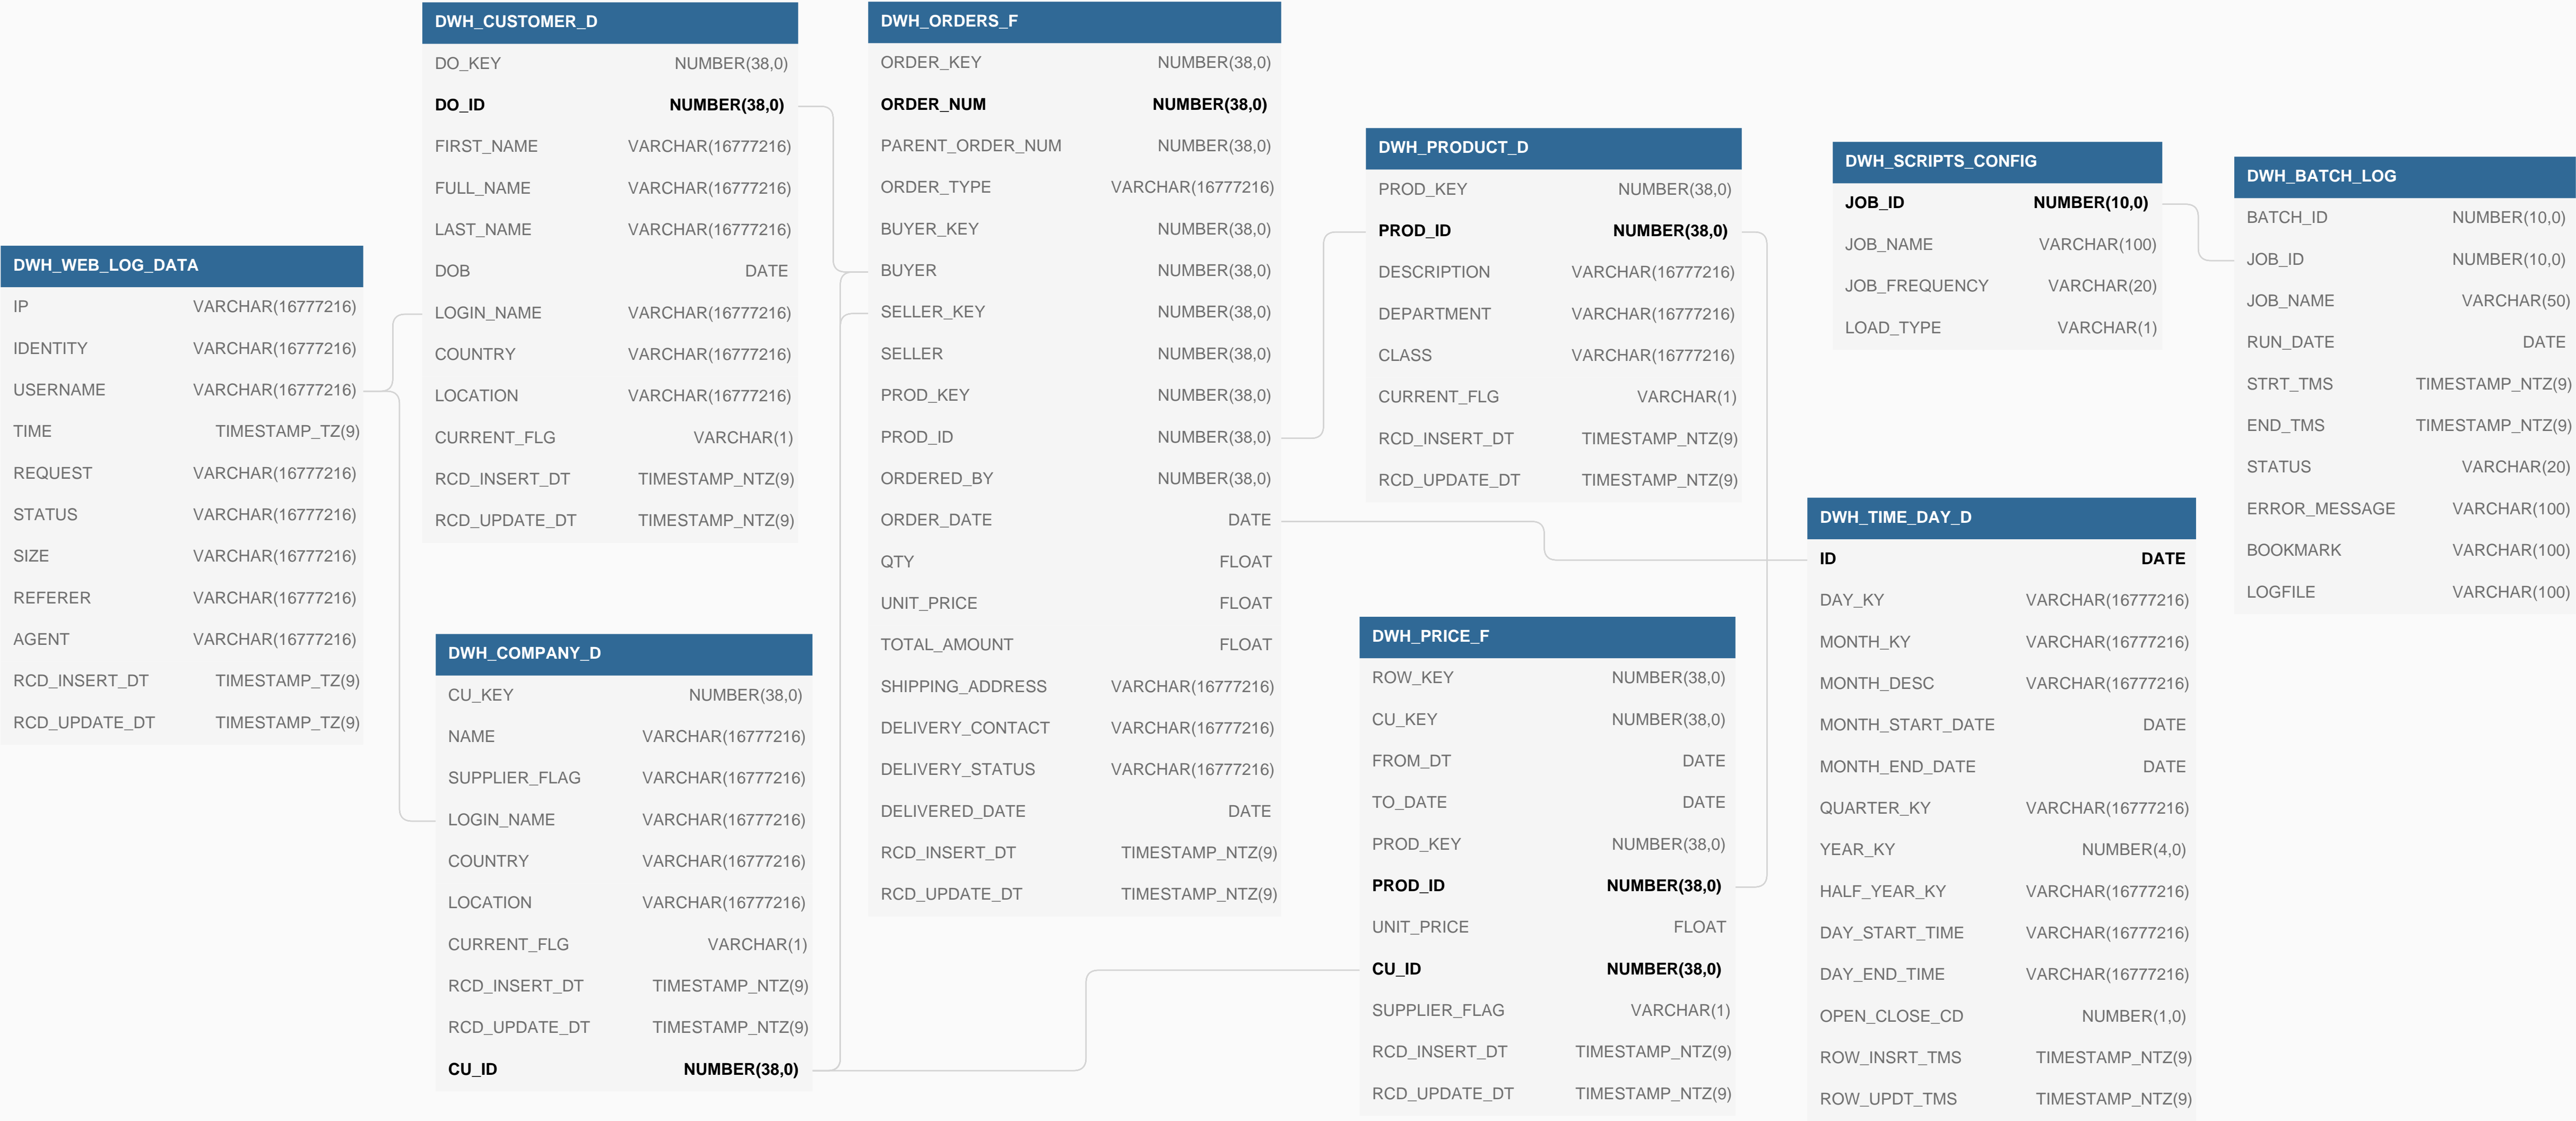 DWH_WEB_LOG_DATA
IP VARCHAR(16777216)
IDENTITY VARCHAR(16777216)
USERNAME VARCHAR(16777216)
TIME TIMESTAMP_TZ(9)
REQUEST VARCHAR(16777216)
STATUS VARCHAR(16777216)
SIZE VARCHAR(16777216)
REFERER VARCHAR(16777216)
AGENT VARCHAR(16777216)
RCD_INSERT_DT TIMESTAMP_TZ(9)
RCD_UPDATE_DT TIMESTAMP_TZ(9)
DWH_CUSTOMER_D
DO_KEY NUMBER(38,0)
DO_ID NUMBER(38,0)
FIRST_NAME VARCHAR(16777216)
FULL_NAME VARCHAR(16777216)
LAST_NAME VARCHAR(16777216)
DOB DATE
LOGIN_NAME VARCHAR(16777216)
COUNTRY VARCHAR(16777216)
LOCATION VARCHAR(16777216)
CURRENT_FLG VARCHAR(1)
RCD_INSERT_DT TIMESTAMP_NTZ(9)
RCD_UPDATE_DT TIMESTAMP_NTZ(9)
DWH_COMPANY_D
CU_KEY NUMBER(38,0)
NAME VARCHAR(16777216)
SUPPLIER_FLAG VARCHAR(16777216)
LOGIN_NAME VARCHAR(16777216)
COUNTRY VARCHAR(16777216)
LOCATION VARCHAR(16777216)
CURRENT_FLG VARCHAR(1)
RCD_INSERT_DT TIMESTAMP_NTZ(9)
RCD_UPDATE_DT TIMESTAMP_NTZ(9)
CU_ID NUMBER(38,0)
DWH_ORDERS_F
ORDER_KEY NUMBER(38,0)
ORDER_NUM NUMBER(38,0)
PARENT_ORDER_NUM NUMBER(38,0)
ORDER_TYPE VARCHAR(16777216)
BUYER_KEY NUMBER(38,0)
BUYER NUMBER(38,0)
SELLER_KEY NUMBER(38,0)
SELLER NUMBER(38,0)
PROD_KEY NUMBER(38,0)
PROD_ID NUMBER(38,0)
ORDERED_BY NUMBER(38,0)
ORDER_DATE DATE
QTY FLOAT
UNIT_PRICE FLOAT
TOTAL_AMOUNT FLOAT
SHIPPING_ADDRESS VARCHAR(16777216)
DELIVERY_CONTACT VARCHAR(16777216)
DELIVERY_STATUS VARCHAR(16777216)
DELIVERED_DATE DATE
RCD_INSERT_DT TIMESTAMP_NTZ(9)
RCD_UPDATE_DT TIMESTAMP_NTZ(9)
DWH_PRODUCT_D
PROD_KEY NUMBER(38,0)
PROD_ID NUMBER(38,0)
DESCRIPTION VARCHAR(16777216)
DEPARTMENT VARCHAR(16777216)
CLASS VARCHAR(16777216)
CURRENT_FLG VARCHAR(1)
RCD_INSERT_DT TIMESTAMP_NTZ(9)
RCD_UPDATE_DT TIMESTAMP_NTZ(9)
DWH_PRICE_F
ROW_KEY NUMBER(38,0)
CU_KEY NUMBER(38,0)
FROM_DT DATE
TO_DATE DATE
PROD_KEY NUMBER(38,0)
PROD_ID NUMBER(38,0)
UNIT_PRICE FLOAT
CU_ID NUMBER(38,0)
SUPPLIER_FLAG VARCHAR(1)
RCD_INSERT_DT TIMESTAMP_NTZ(9)
RCD_UPDATE_DT TIMESTAMP_NTZ(9)
DWH_SCRIPTS_CONFIG
JOB_ID NUMBER(10,0)
JOB_NAME VARCHAR(100)
JOB_FREQUENCY VARCHAR(20)
LOAD_TYPE VARCHAR(1)
DWH_TIME_DAY_D
ID DATE
DAY_KY VARCHAR(16777216)
MONTH_KY VARCHAR(16777216)
MONTH_DESC VARCHAR(16777216)
MONTH_START_DATE DATE
MONTH_END_DATE DATE
QUARTER_KY VARCHAR(16777216)
YEAR_KY NUMBER(4,0)
HALF_YEAR_KY VARCHAR(16777216)
DAY_START_TIME VARCHAR(16777216)
DAY_END_TIME VARCHAR(16777216)
OPEN_CLOSE_CD NUMBER(1,0)
ROW_INSRT_TMS TIMESTAMP_NTZ(9)
ROW_UPDT_TMS TIMESTAMP_NTZ(9)
DWH_BATCH_LOG
BATCH_ID NUMBER(10,0)
JOB_ID NUMBER(10,0)
JOB_NAME VARCHAR(50)
RUN_DATE DATE
STRT_TMS TIMESTAMP_NTZ(9)
END_TMS TIMESTAMP_NTZ(9)
STATUS VARCHAR(20)
ERROR_MESSAGE VARCHAR(100)
BOOKMARK VARCHAR(100)
LOGFILE VARCHAR(100)